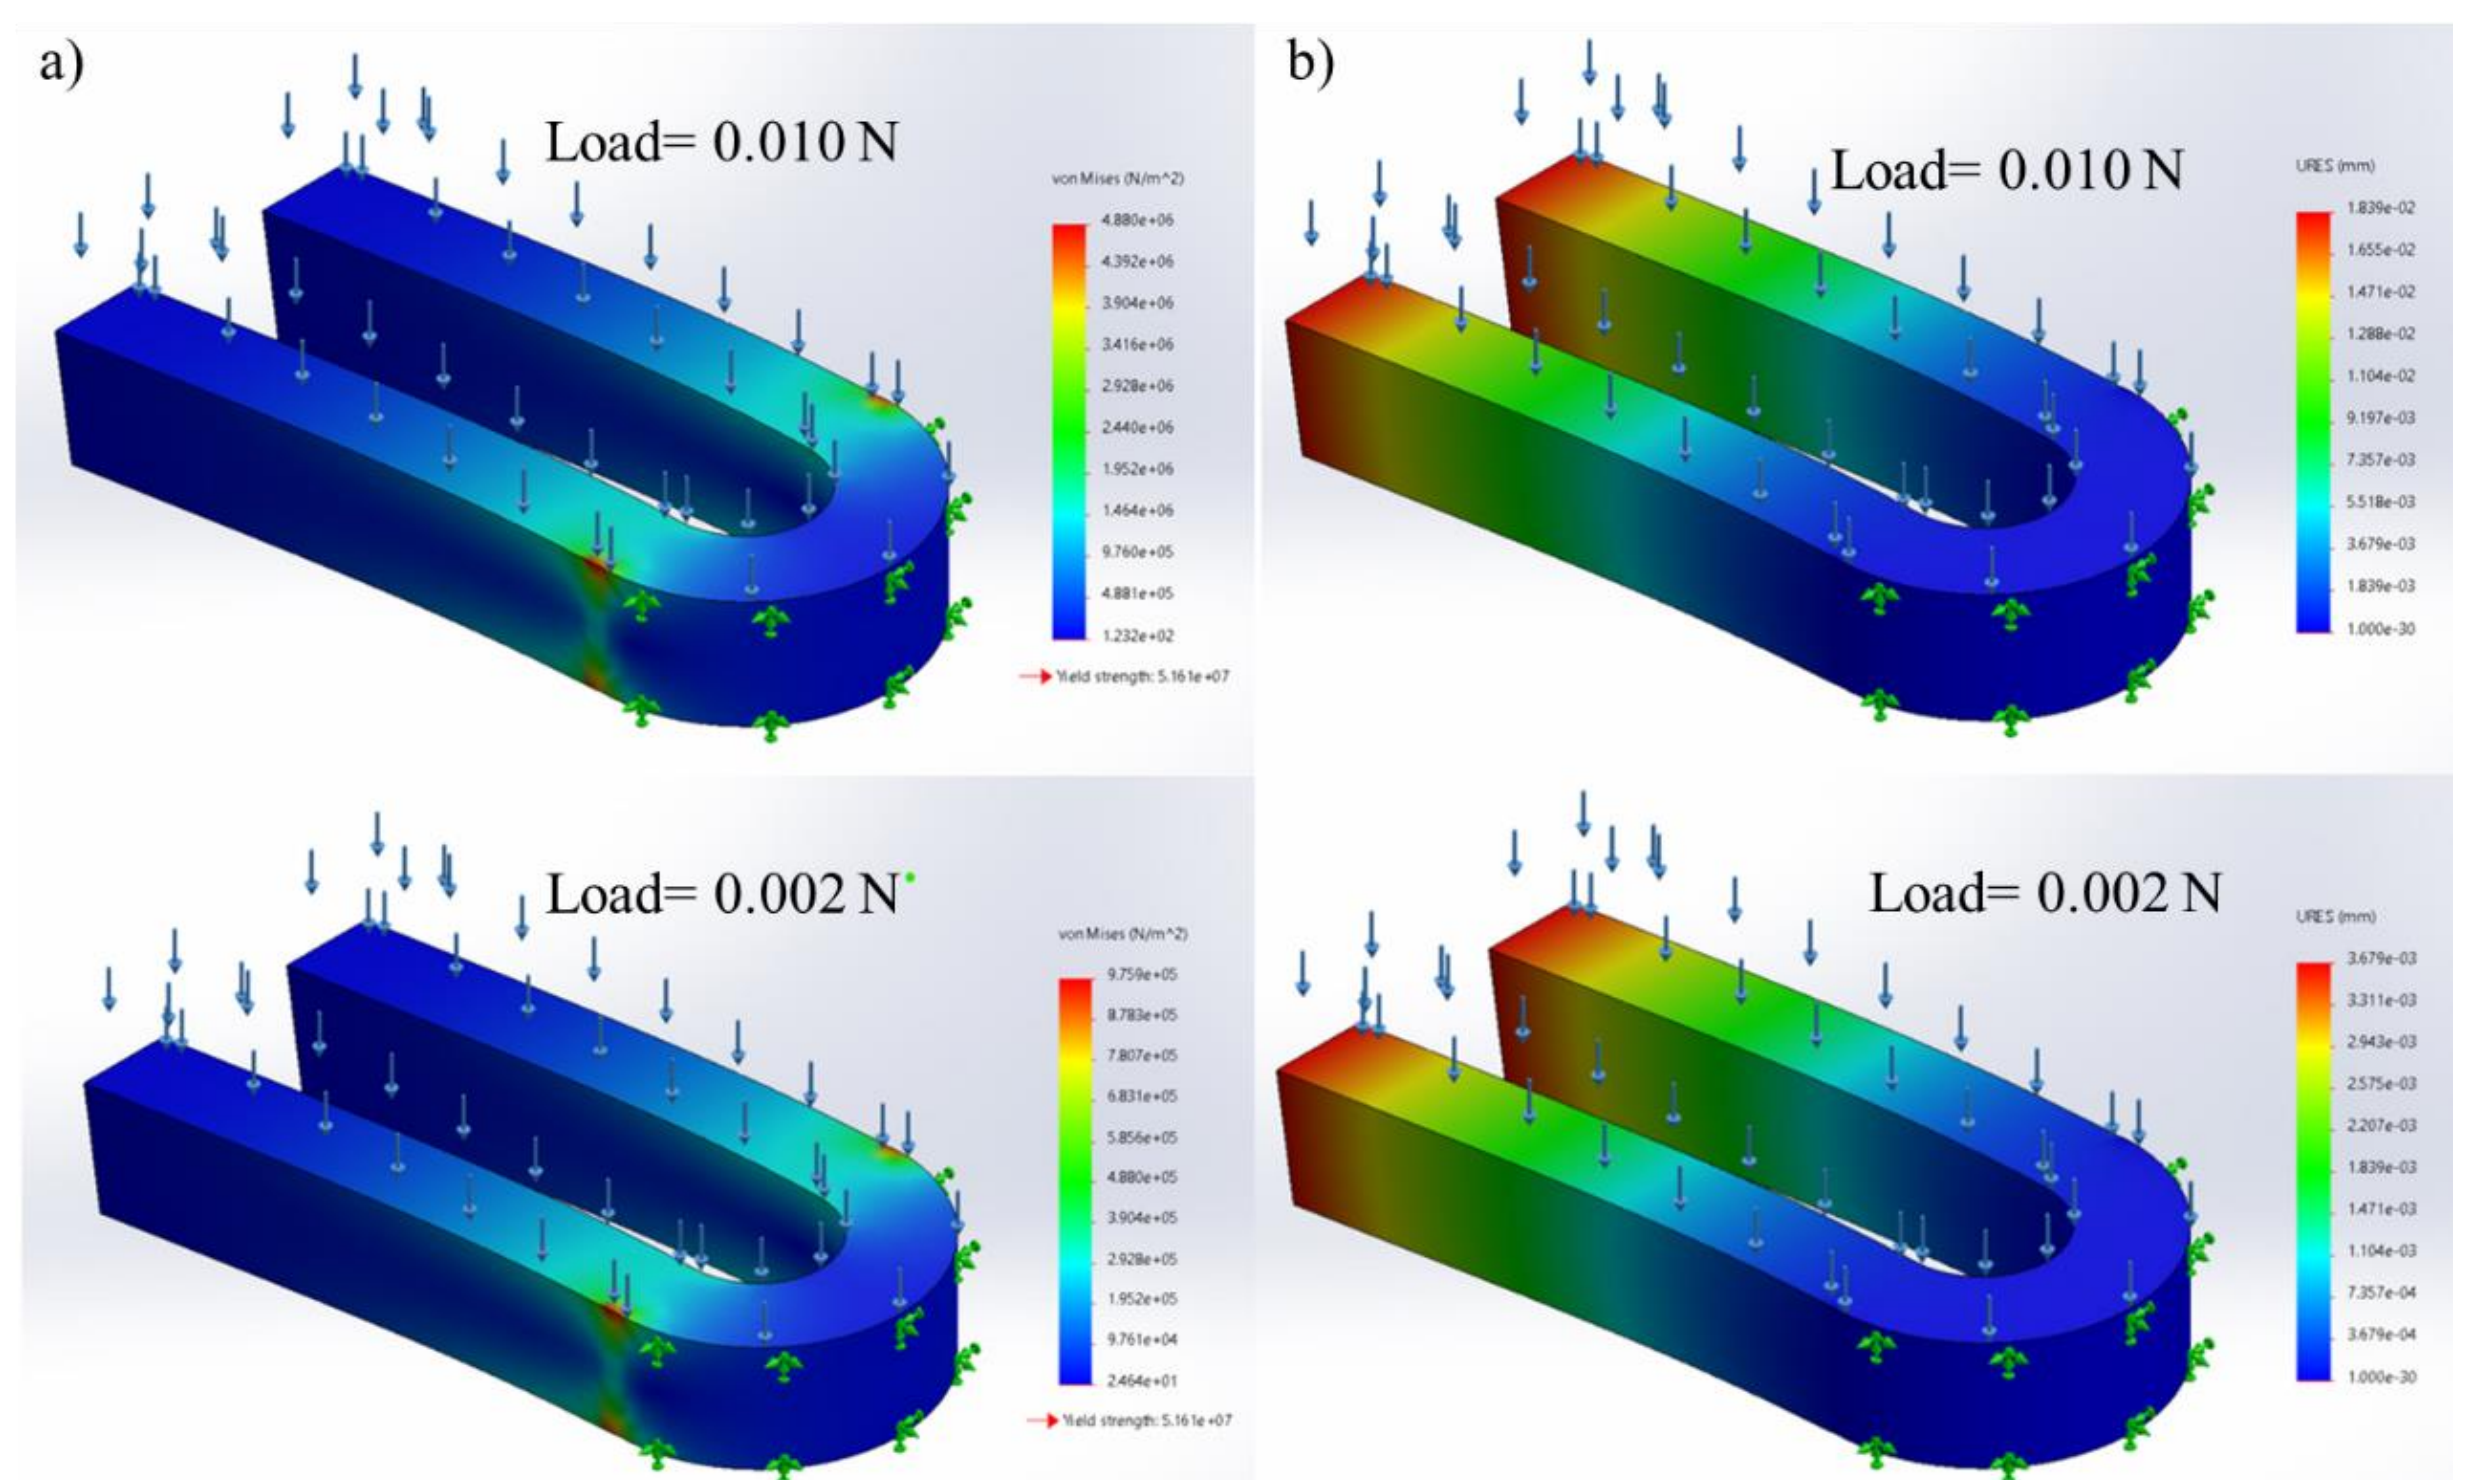 a)
Load= 0.010 N
von Mises (N/m^2)
4.880e+06
4.392e+06
3.904e+06
3.416e+06
2.928e+06
2.440e+06
1.952e+06
1.464e+06
9.760e+05
4.881e+05
1.232e+02
Yield strength: 5.161e+07
b)
Load= 0.010 N
URES (mm)
1.839e-02
1.655e-02
1.471e-02
1.288e-02
1.104e-02
9.197e-03
7.357e-03
5.518e-03
3.679e-03
1.839e-03
1.000e-30
Load= 0.002 N
von Mises (N/m^2)
9.759e+05
8.783e+05
7.807e+05
6.831e+05
5.856e+05
4.880e+05
3.904e+05
2.928e+05
1.952e+05
9.761e+04
2.464e+01
Yield strength: 5.161e+07
Load= 0.002 N
URES (mm)
3.679e-03
3.311e-03
2.943e-03
2.575e-03
2.207e-03
1.839e-03
1.471e-03
1.104e-03
7.357e-04
3.679e-04
1.000e-30